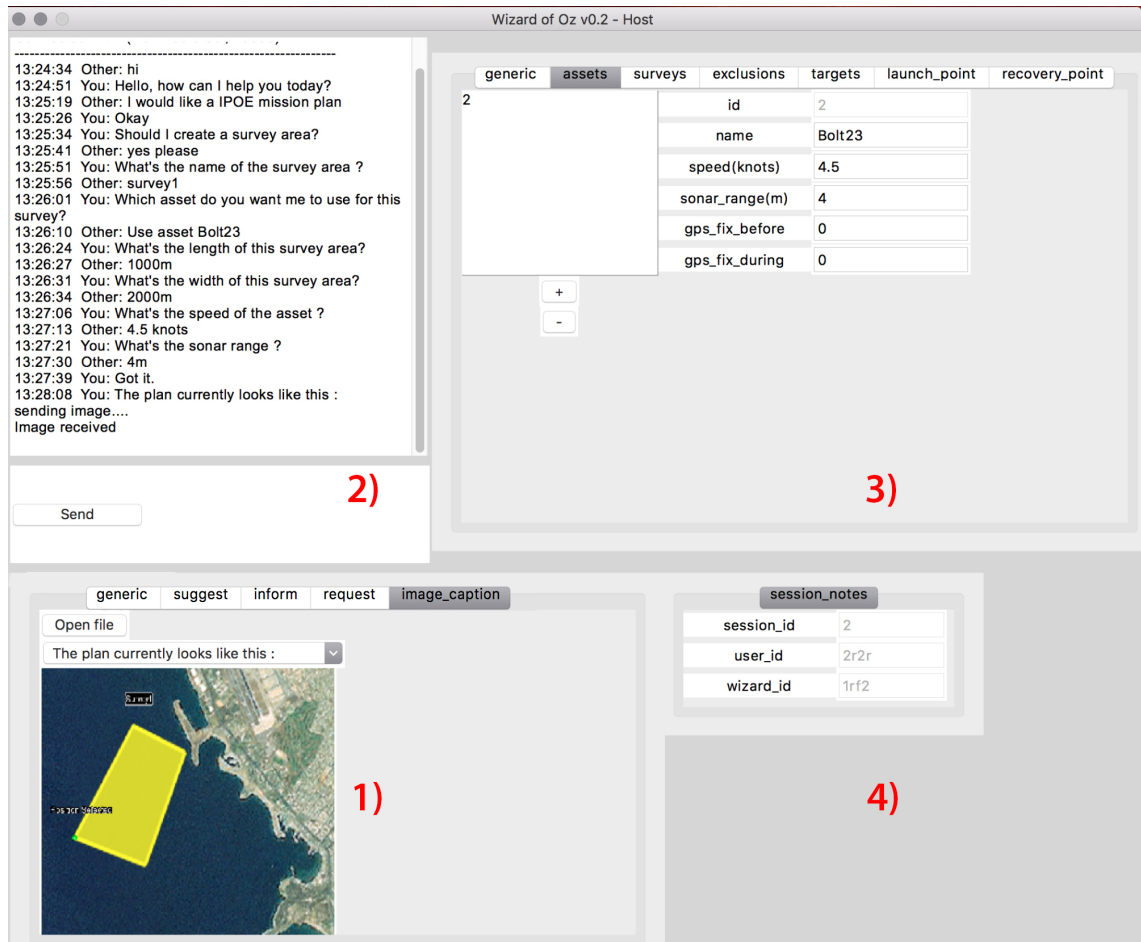 Wizard of Oz v0.2 - Host
13:24:34 Other: hi
13:24:51 You: Hello, how can I help you today?
13:25:19 Other: I would like a IPOE mission plan
13:25:26 You: Okay
13:25:34 You: Should I create a survey area?
13:25:41 Other: yes please
13:25:51 You: What's the name of the survey area ?
13:25:56 Other: survey1
13:26:01 You: Which asset do you want me to use for this
survey?
13:26:10 Other: Use asset Bolt23
13:26:24 You: What's the length of this survey area?
13:26:27 Other: 1000m
13:26:31 You: What's the width of this survey area?
13:26:34 Other: 2000m
13:27:06 You: What's the speed of the asset ?
13:27:13 Other: 4.5 knots
13:27:21 You: What's the sonar range ?
13:27:30 Other: 4m
13:27:39 You: Got it.
13:28:08 You: The plan currently looks like this :
sending image....
Image received
2)
Send
generic assets surveys exclusions targets launch_point recovery_point
2
id 2
name Bolt23
speed(knots) 4.5
sonar_range(m) 4
gps_fix_before 0
gps_fix_during 0
+
-
3)
generic suggest inform request image_caption
Open file
The plan currently looks like this :
1)
session_notes
session_id 2
user_id 2r2r
wizard_id 1rf2
4)